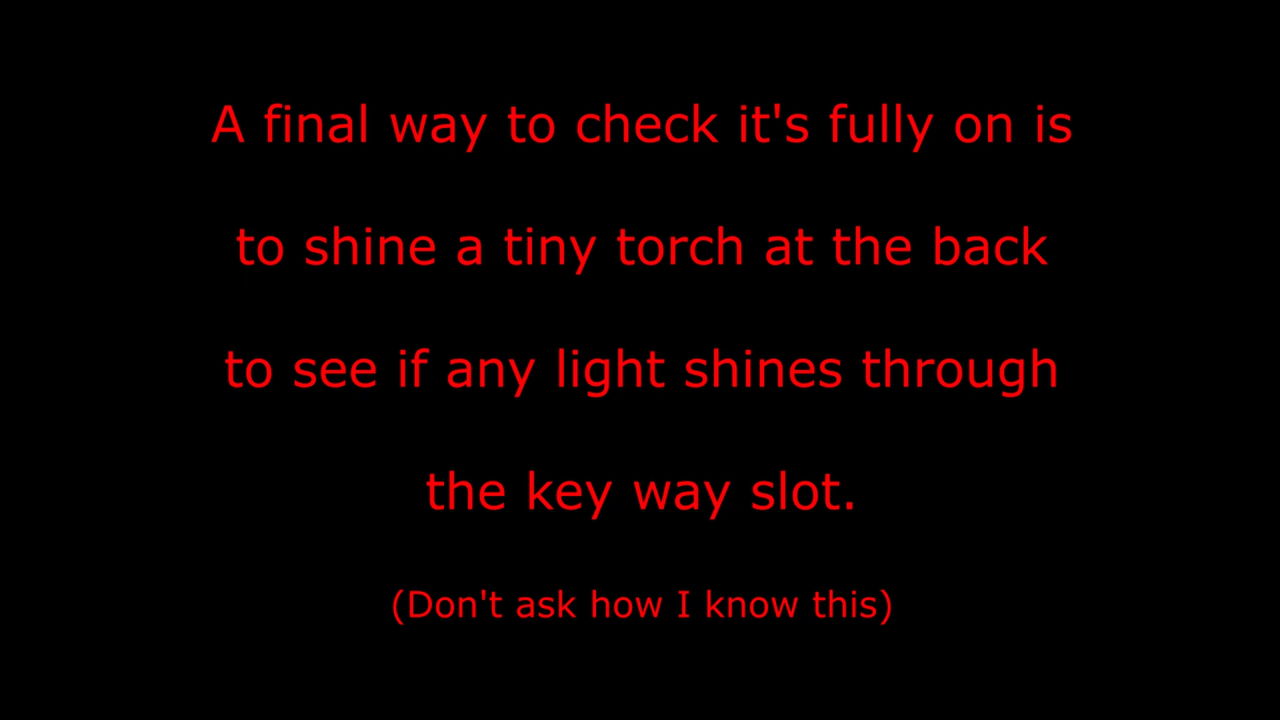 A final way to check it's fully on is
to shine a tiny torch at the back
to see if any light shines through
the key way slot.
(Don't ask how I know this)